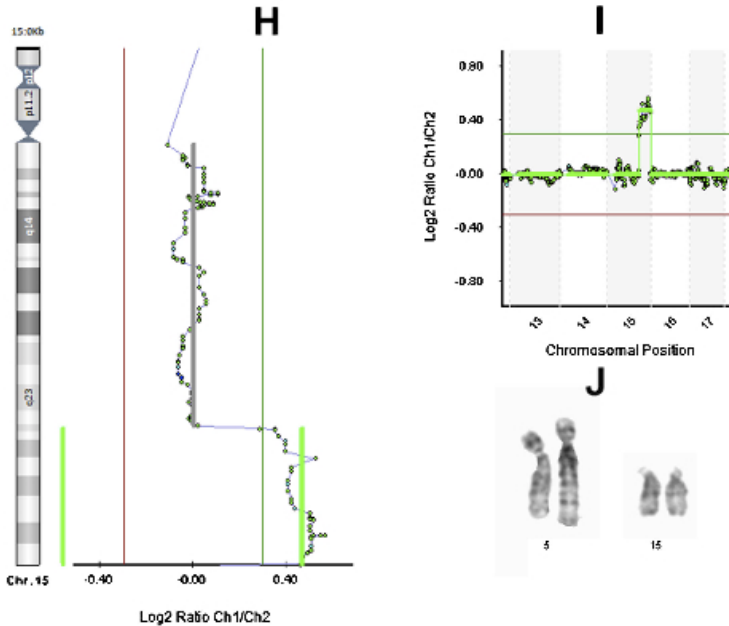 H
15:0Kb
p11.2
q14
q23
Chr. 15
-0.40
-0.00
0.40
Log2 Ratio Ch1/Ch2
I
0.80
0.40
-0.00
-0.40
-0.80
Log2 Ratio Ch1/Ch2
13
14
15
16
17
Chromosomal Position
J
5
15